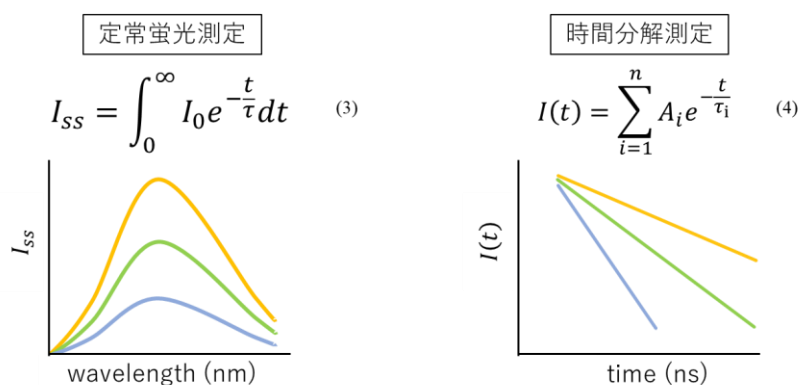 定常蛍光測定
I_{ss} = \int_0^\infty I_0 e^{-\frac{t}{\tau}} dt (3)
I_{ss}
wavelength (nm)
時間分解測定
I(t) = \sum_{i=1}^{n} A_i e^{-\frac{t}{\tau_i}} (4)
I(t)
time (ns)